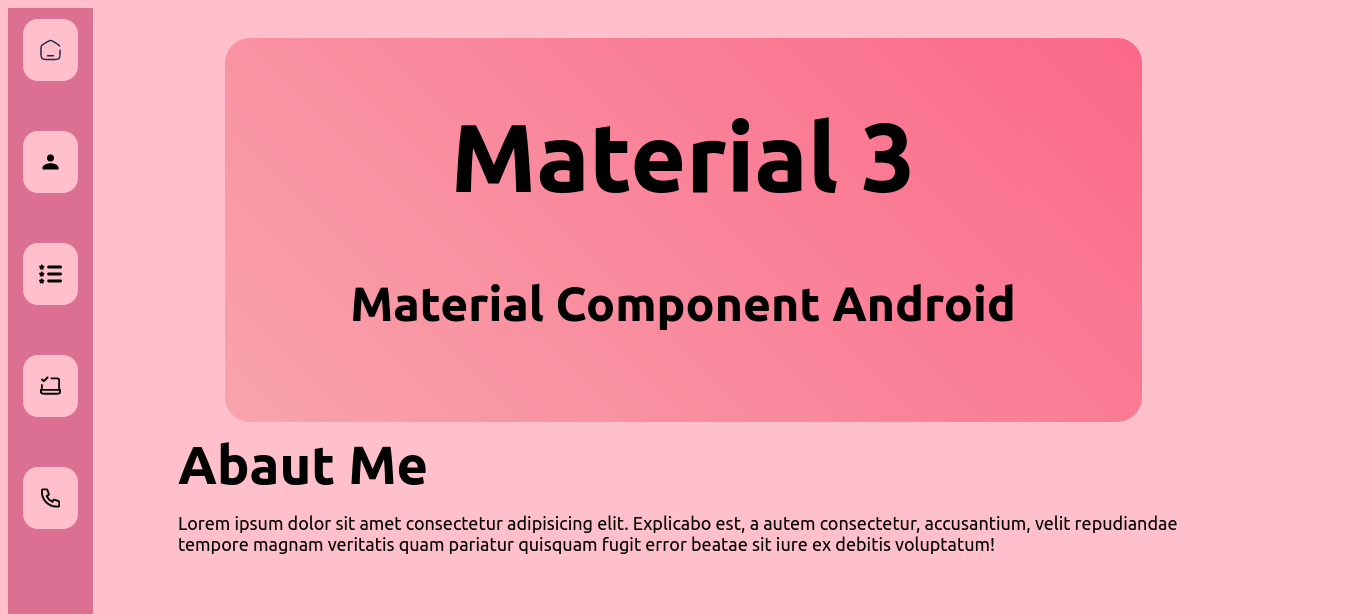 Material 3
Material Component Android
Abaut Me
Lorem ipsum dolor sit amet consectetur adipisicing elit. Explicabo est, a autem consectetur, accusantium, velit repudiandae
tempore magnam veritatis quam pariatur quisquam fugit error beatae sit iure ex debitis voluptatum!